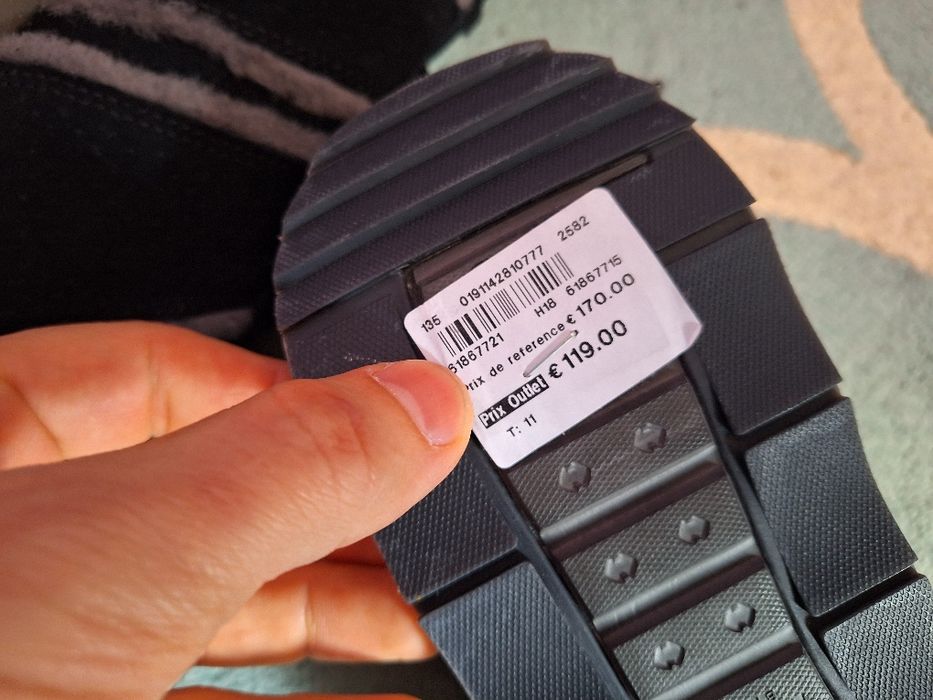 0191142810777 2582
135 H18 61867715
61867721
Prix de reference € 170.00
Prix Outlet € 119.00
T: 11